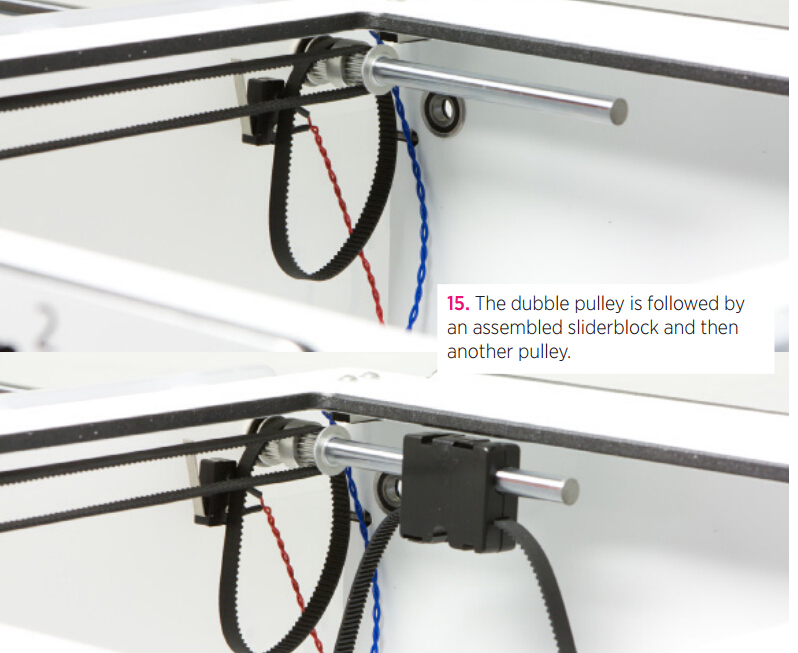 15. The dubble pulley is followed by
an assembled sliderblock and then
another pulley.